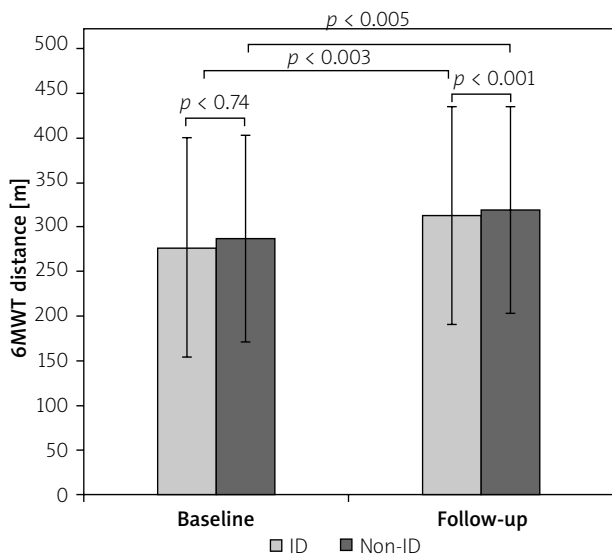 p < 0.005
500
p < 0.003
450
p < 0.001
p < 0.74
400
350
300
250
200
150
100
50
0
6MWT distance [m]
Baseline
Follow-up
ID
Non-ID